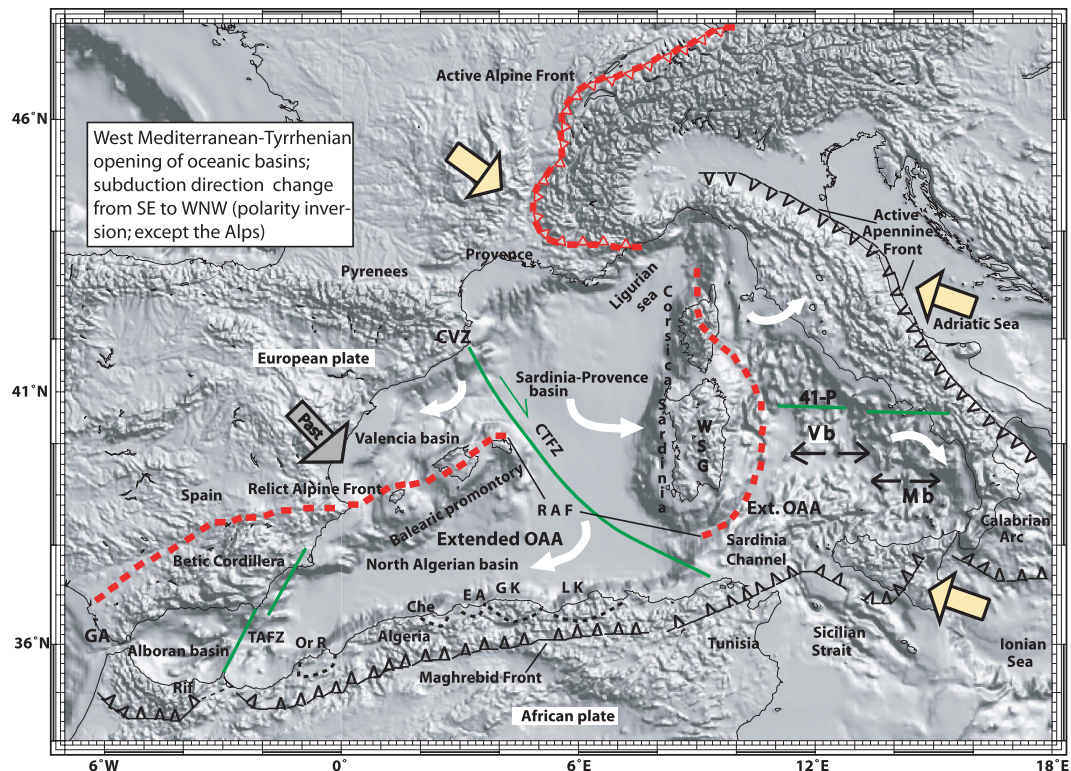 Active Alpine Front
46°N
West Mediterranean-Tyrrhenian
opening of oceanic basins;
subduction direction change
from SE to WNW (polarity inver-
sion; except the Alps)
Active
Apennines
Front
Provence
Pyrenees
Ligurian
sea
Corsica
Sardinia
Adriatic Sea
CVZ
European plate
Sardinia-Provence
basin
41°N
41-P
Past
Valencia basin
CTFZ
W
S
G
Vb
Mb
Spain
Relict Alpine Front
RAF
Ext. OAA
Balearic promontory
Extended OAA
Sardinia
Channel
Calabrian
Arc
Betic Cordillera
North Algerian basin
Che
E A
G K
L K
GA
36°N
Alboran basin
TAFZ
Or R
Algeria
Tunisia
Sicilian
Strait
Ionian
Sea
Rif
Maghrebid Front
African plate
6°W
0°
6°E
12°E
18°E